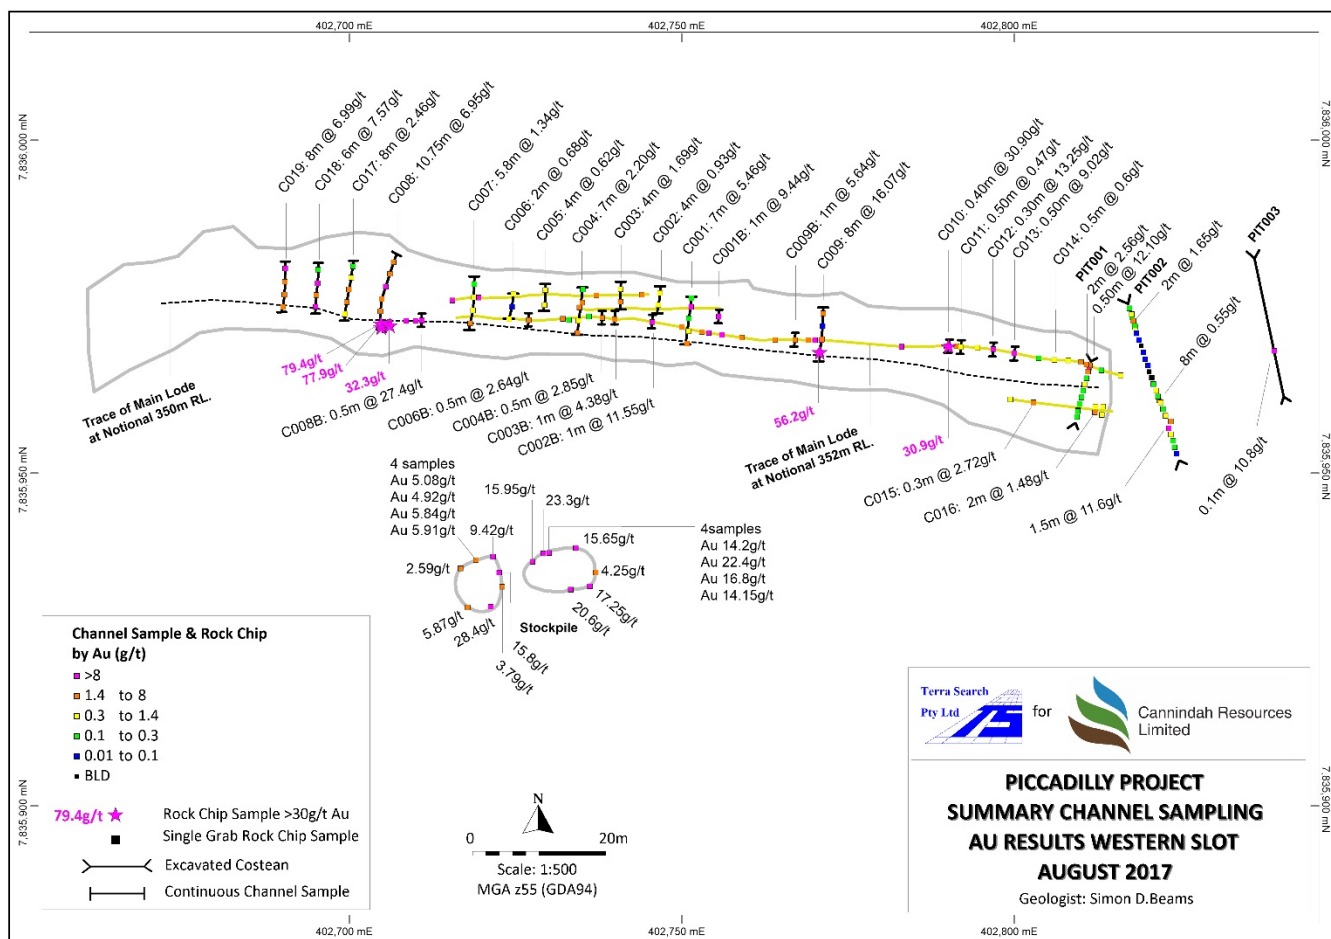 402,700 mE
402,750 mE
402,800 mE
7,836,000 mN
7,836,000 mN
C019: 8m @ 6.99g/t
C018: 6m @ 7.57g/t
C017: 8m @ 2.46g/t
C008: 10.75m @ 6.95g/t
C007: 5.8m @ 1.34g/t
C006: 2m @ 0.68g/t
C005: 4m @ 0.62g/t
C004: 7m @ 2.20g/t
C003: 4m @ 1.69g/t
C002: 4m @ 0.93g/t
C001: 7m @ 5.46g/t
C001B: 1m @ 9.44g/t
C009B: 1m @ 5.64g/t
C009: 8m @ 16.07g/t
C010: 0.40m @ 30.90g/t
C011: 0.50m @ 0.47g/t
C012: 0.30m @ 13.25g/t
C013: 0.50m @ 9.02g/t
C014: 0.5m @ 0.6g/t
PIT001
2m @ 2.56g/t
0.50m @ 12.10g/t
PIT002
2m @ 1.65g/t
PIT003
8m @ 0.55g/t
79.4g/t
77.9g/t
32.3g/t
Trace of Main Lode
at Notional 350m RL.
C008B: 0.5m @ 27.4g/t
C006B: 0.5m @ 2.64g/t
C004B: 0.5m @ 2.85g/t
C003B: 1m @ 4.38g/t
C002B: 1m @ 11.55g/t
56.2g/t
Trace of Main Lode
at Notional 352m RL.
30.9g/t
C015: 0.3m @ 2.72g/t
C016: 2m @ 1.48g/t
1.5m @ 11.6g/t
0.1m @ 10.8g/t
7,835,950 mN
7,835,950 mN
4 samples
Au 5.08g/t
Au 4.92g/t
Au 5.84g/t
Au 5.91g/t
9.42g/t
2.59g/t
5.87g/t
28.4g/t
15.8g/t
3.79g/t
15.95g/t
23.3g/t
15.65g/t
4.25g/t
17.25g/t
20.6g/t
Stockpile
4samples
Au 14.2g/t
Au 22.4g/t
Au 16.8g/t
Au 14.15g/t
Channel Sample & Rock Chip
by Au (g/t)
>8
1.4 to 8
0.3 to 1.4
0.1 to 0.3
0.01 to 0.1
BLD
79.4g/t Rock Chip Sample >30g/t Au
Single Grab Rock Chip Sample
Excavated Costean
Continuous Channel Sample
7,835,900 mN
7,835,900 mN
N
0 20m
Scale: 1:500
MGA z55 (GDA94)
Terra Search
Pty Ltd
TS
for
Cannindah Resources
Limited
PICCADILLY PROJECT
SUMMARY CHANNEL SAMPLING
AU RESULTS WESTERN SLOT
AUGUST 2017
Geologist: Simon D.Beams
402,700 mE
402,750 mE
402,800 mE